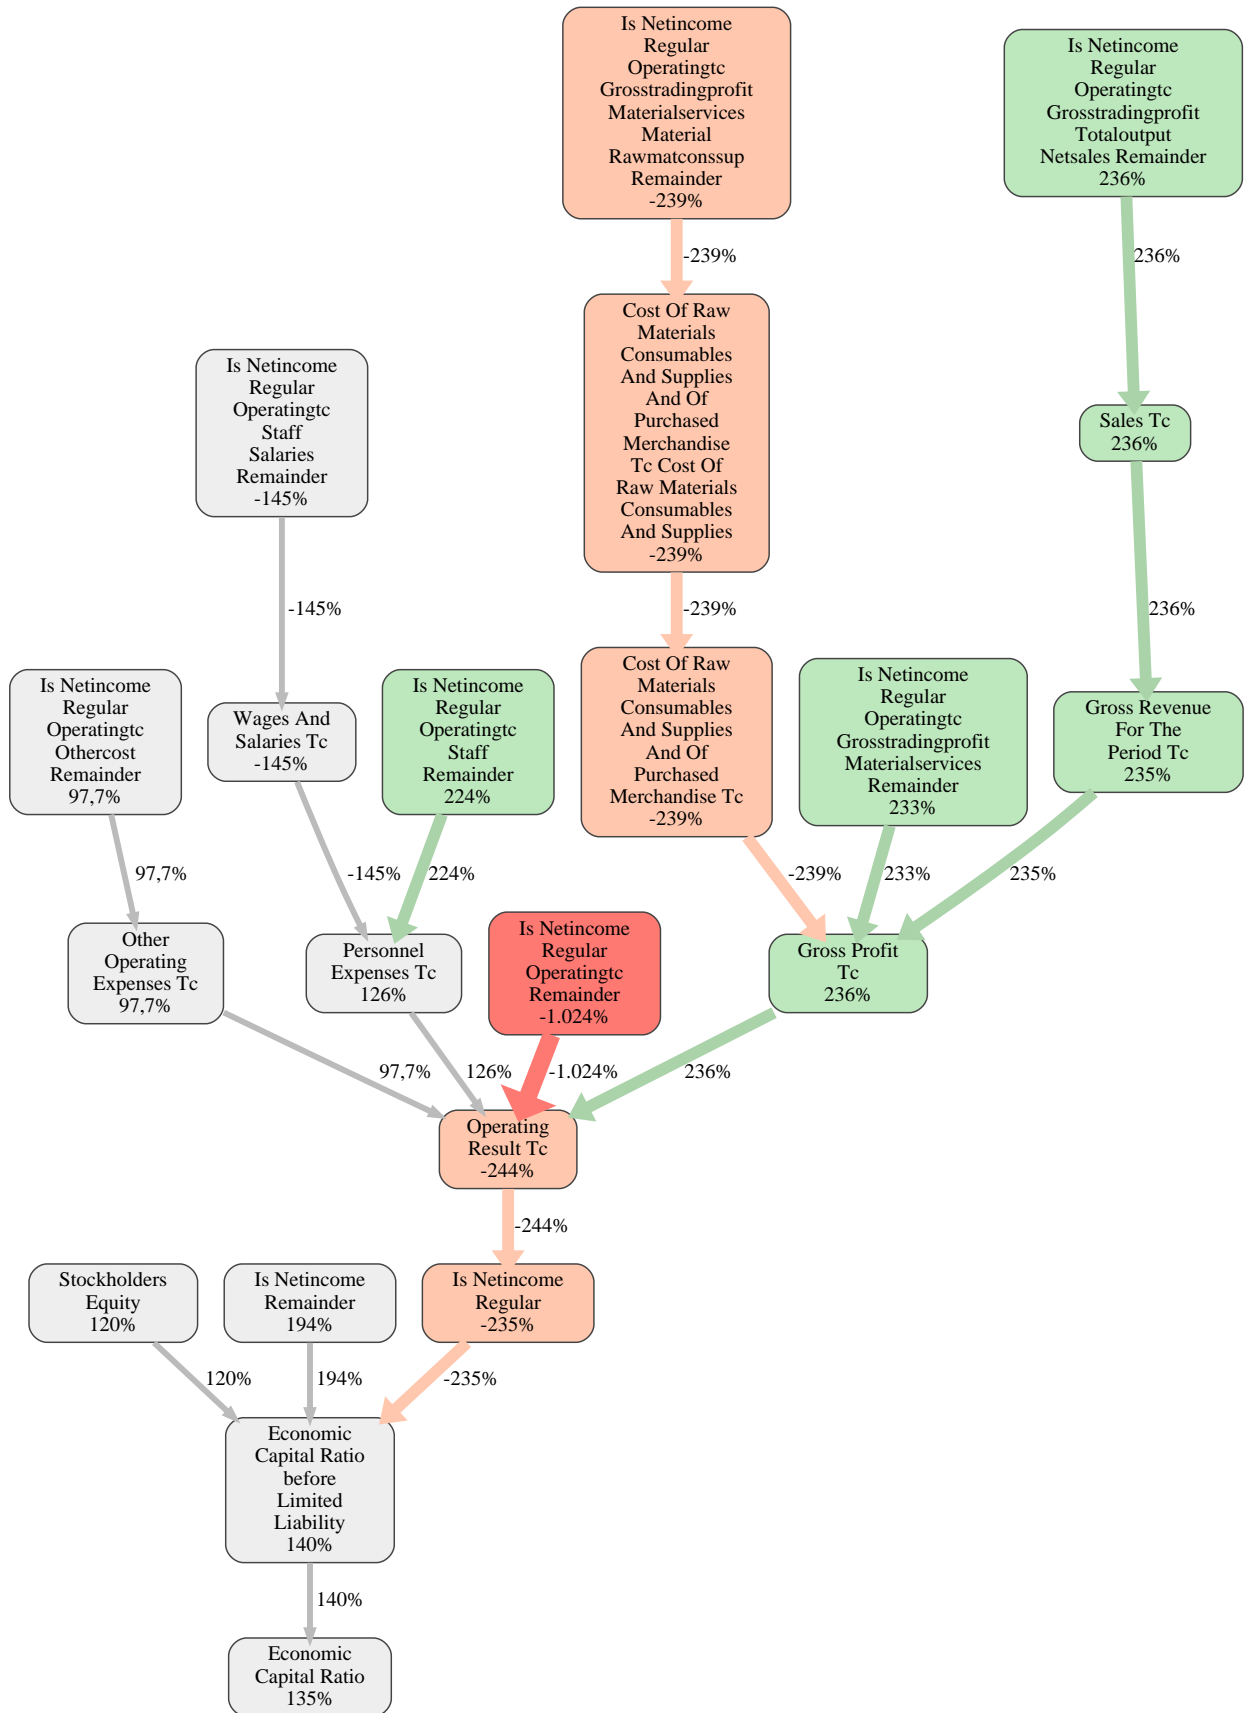 Is Netincome
Regular
Operatingtc
Grosstradingprofit
Materialservices
Material
Rawmatconssup
Remainder
-239%
Is Netincome
Regular
Operatingtc
Grosstradingprofit
Totaloutput
Netsales Remainder
236%
-239%
236%
Cost Of Raw
Materials
Consumables
And Supplies
And Of
Purchased
Merchandise
Tc Cost Of
Raw Materials
Consumables
And Supplies
-239%
Is Netincome
Regular
Operatingtc
Staff
Salaries
Remainder
-145%
Sales Tc
236%
-145%
-239%
236%
Is Netincome
Regular
Operatingtc
Othercost
Remainder
97,7%
Wages And
Salaries Tc
-145%
Is Netincome
Regular
Operatingtc
Staff
Remainder
224%
Cost Of Raw
Materials
Consumables
And Supplies
And Of
Purchased
Merchandise Tc
-239%
Is Netincome
Regular
Operatingtc
Grosstradingprofit
Materialservices
Remainder
233%
Gross Revenue
For The
Period Tc
235%
97,7%
-145%
224%
-239%
233%
235%
Other
Operating
Expenses Tc
97,7%
Personnel
Expenses Tc
126%
Is Netincome
Regular
Operatingtc
Remainder
-1.024%
Gross Profit
Tc
236%
97,7%
126%
-1.024%
236%
Operating
Result Tc
-244%
-244%
Stockholders
Equity
120%
Is Netincome
Remainder
194%
Is Netincome
Regular
-235%
120%
194%
-235%
Economic
Capital Ratio
before
Limited
Liability
140%
140%
Economic
Capital Ratio
135%